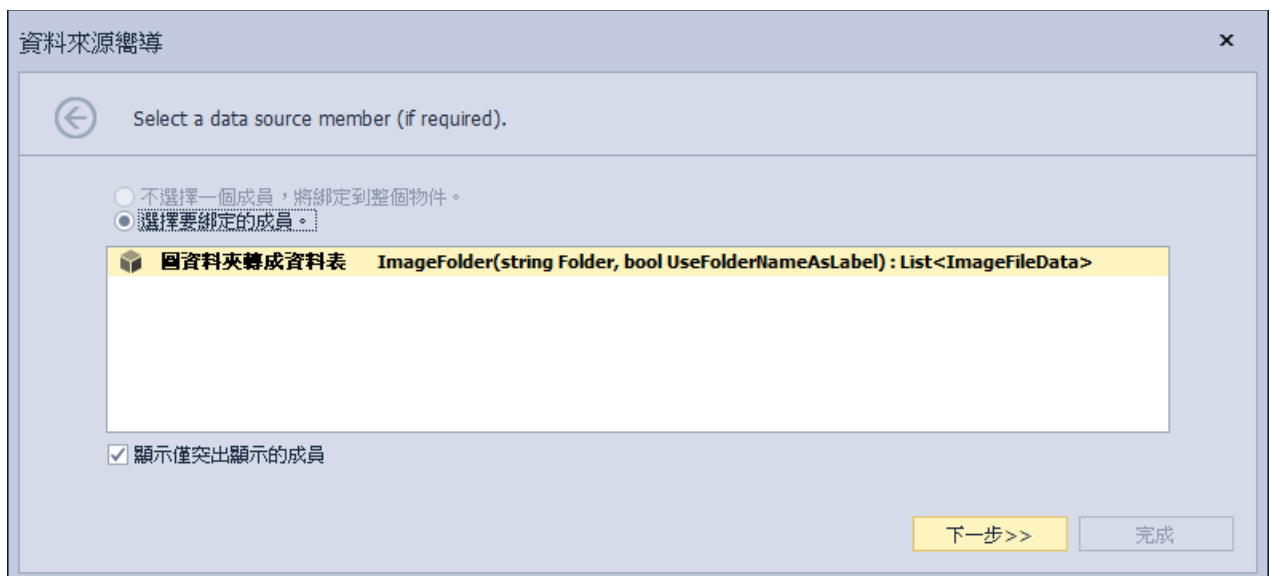 資料來源嚮導
Select a data source member (if required).
不選擇一個成員，將綁定到整個物件。
選擇要綁定的成員。
圖資料夾轉成資料表 ImageFolder(string Folder, bool UseFolderNameAsLabel) : List<ImageFileData>
顯示僅突出顯示的成員
下一步>> 完成